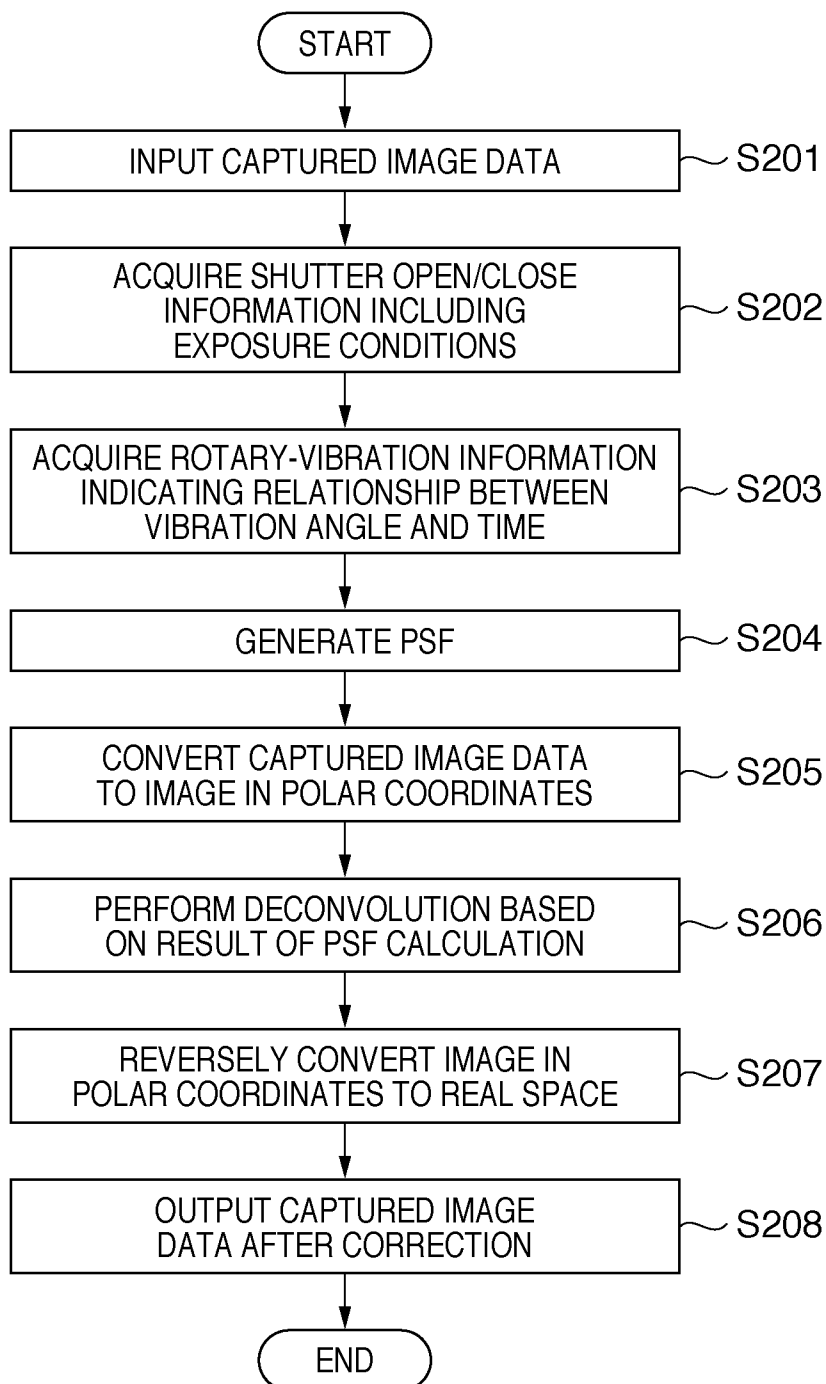 START
INPUT CAPTURED IMAGE DATA
S201
ACQUIRE SHUTTER OPEN/CLOSE
INFORMATION INCLUDING
EXPOSURE CONDITIONS
S202
ACQUIRE ROTARY-VIBRATION INFORMATION
INDICATING RELATIONSHIP BETWEEN
VIBRATION ANGLE AND TIME
S203
GENERATE PSF
S204
CONVERT CAPTURED IMAGE DATA
TO IMAGE IN POLAR COORDINATES
S205
PERFORM DECONVOLUTION BASED
ON RESULT OF PSF CALCULATION
S206
REVERSELY CONVERT IMAGE IN
POLAR COORDINATES TO REAL SPACE
S207
OUTPUT CAPTURED IMAGE
DATA AFTER CORRECTION
S208
END